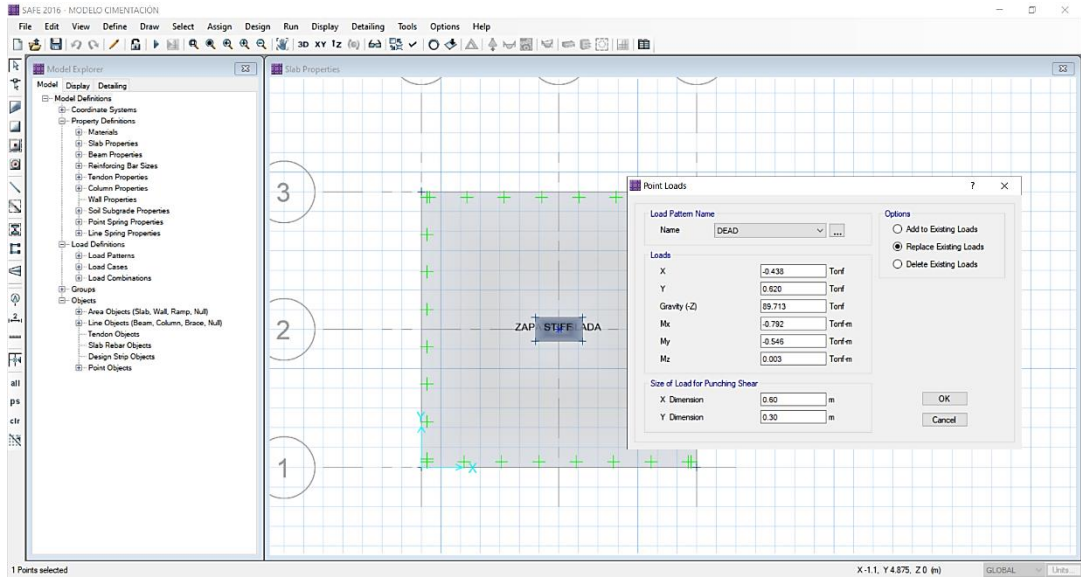 SAFE 2016 - MODELO CIMENTACIÓN
File Edit View Define Draw Select Assign Design Run Display Detailing Tools Options Help
3D XY
Model Explorer
Model Display Detailing
Model Definitions
Coordinate Systems
Property Definitions
Materials
Slab Properties
Beam Properties
Reinforcing Bar Sizes
Tendon Properties
Column Properties
Wall Properties
Soil Subgrade Properties
Point Spring Properties
Line Spring Properties
Load Definitions
Load Patterns
Load Cases
Load Combinations
Groups
Objects
Area Objects (Slab, Wall, Ramp, Null)
Line Objects (Beam, Column, Brace, Null)
Tendon Objects
Slab Rebar Objects
Design Strip Objects
Point Objects
all
ps
clr
Slab Properties
3
2
1
ZAP STIFF LADA
Y
X
Point Loads
? X
Load Pattern Name
Name DEAD ...
Loads
X -0.438 Tonf
Y 0.620 Tonf
Gravity (-Z) 89.713 Tonf
Mx -0.792 Tonf-m
My -0.546 Tonf-m
Mz 0.003 Tonf-m
Size of Load for Punching Shear
X Dimension 0.60 m
Y Dimension 0.30 m
Options
Add to Existing Loads
Replace Existing Loads
Delete Existing Loads
OK
Cancel
1 Points selected
X -1.1, Y 4.875, Z 0 (m)
GLOBAL
Units...